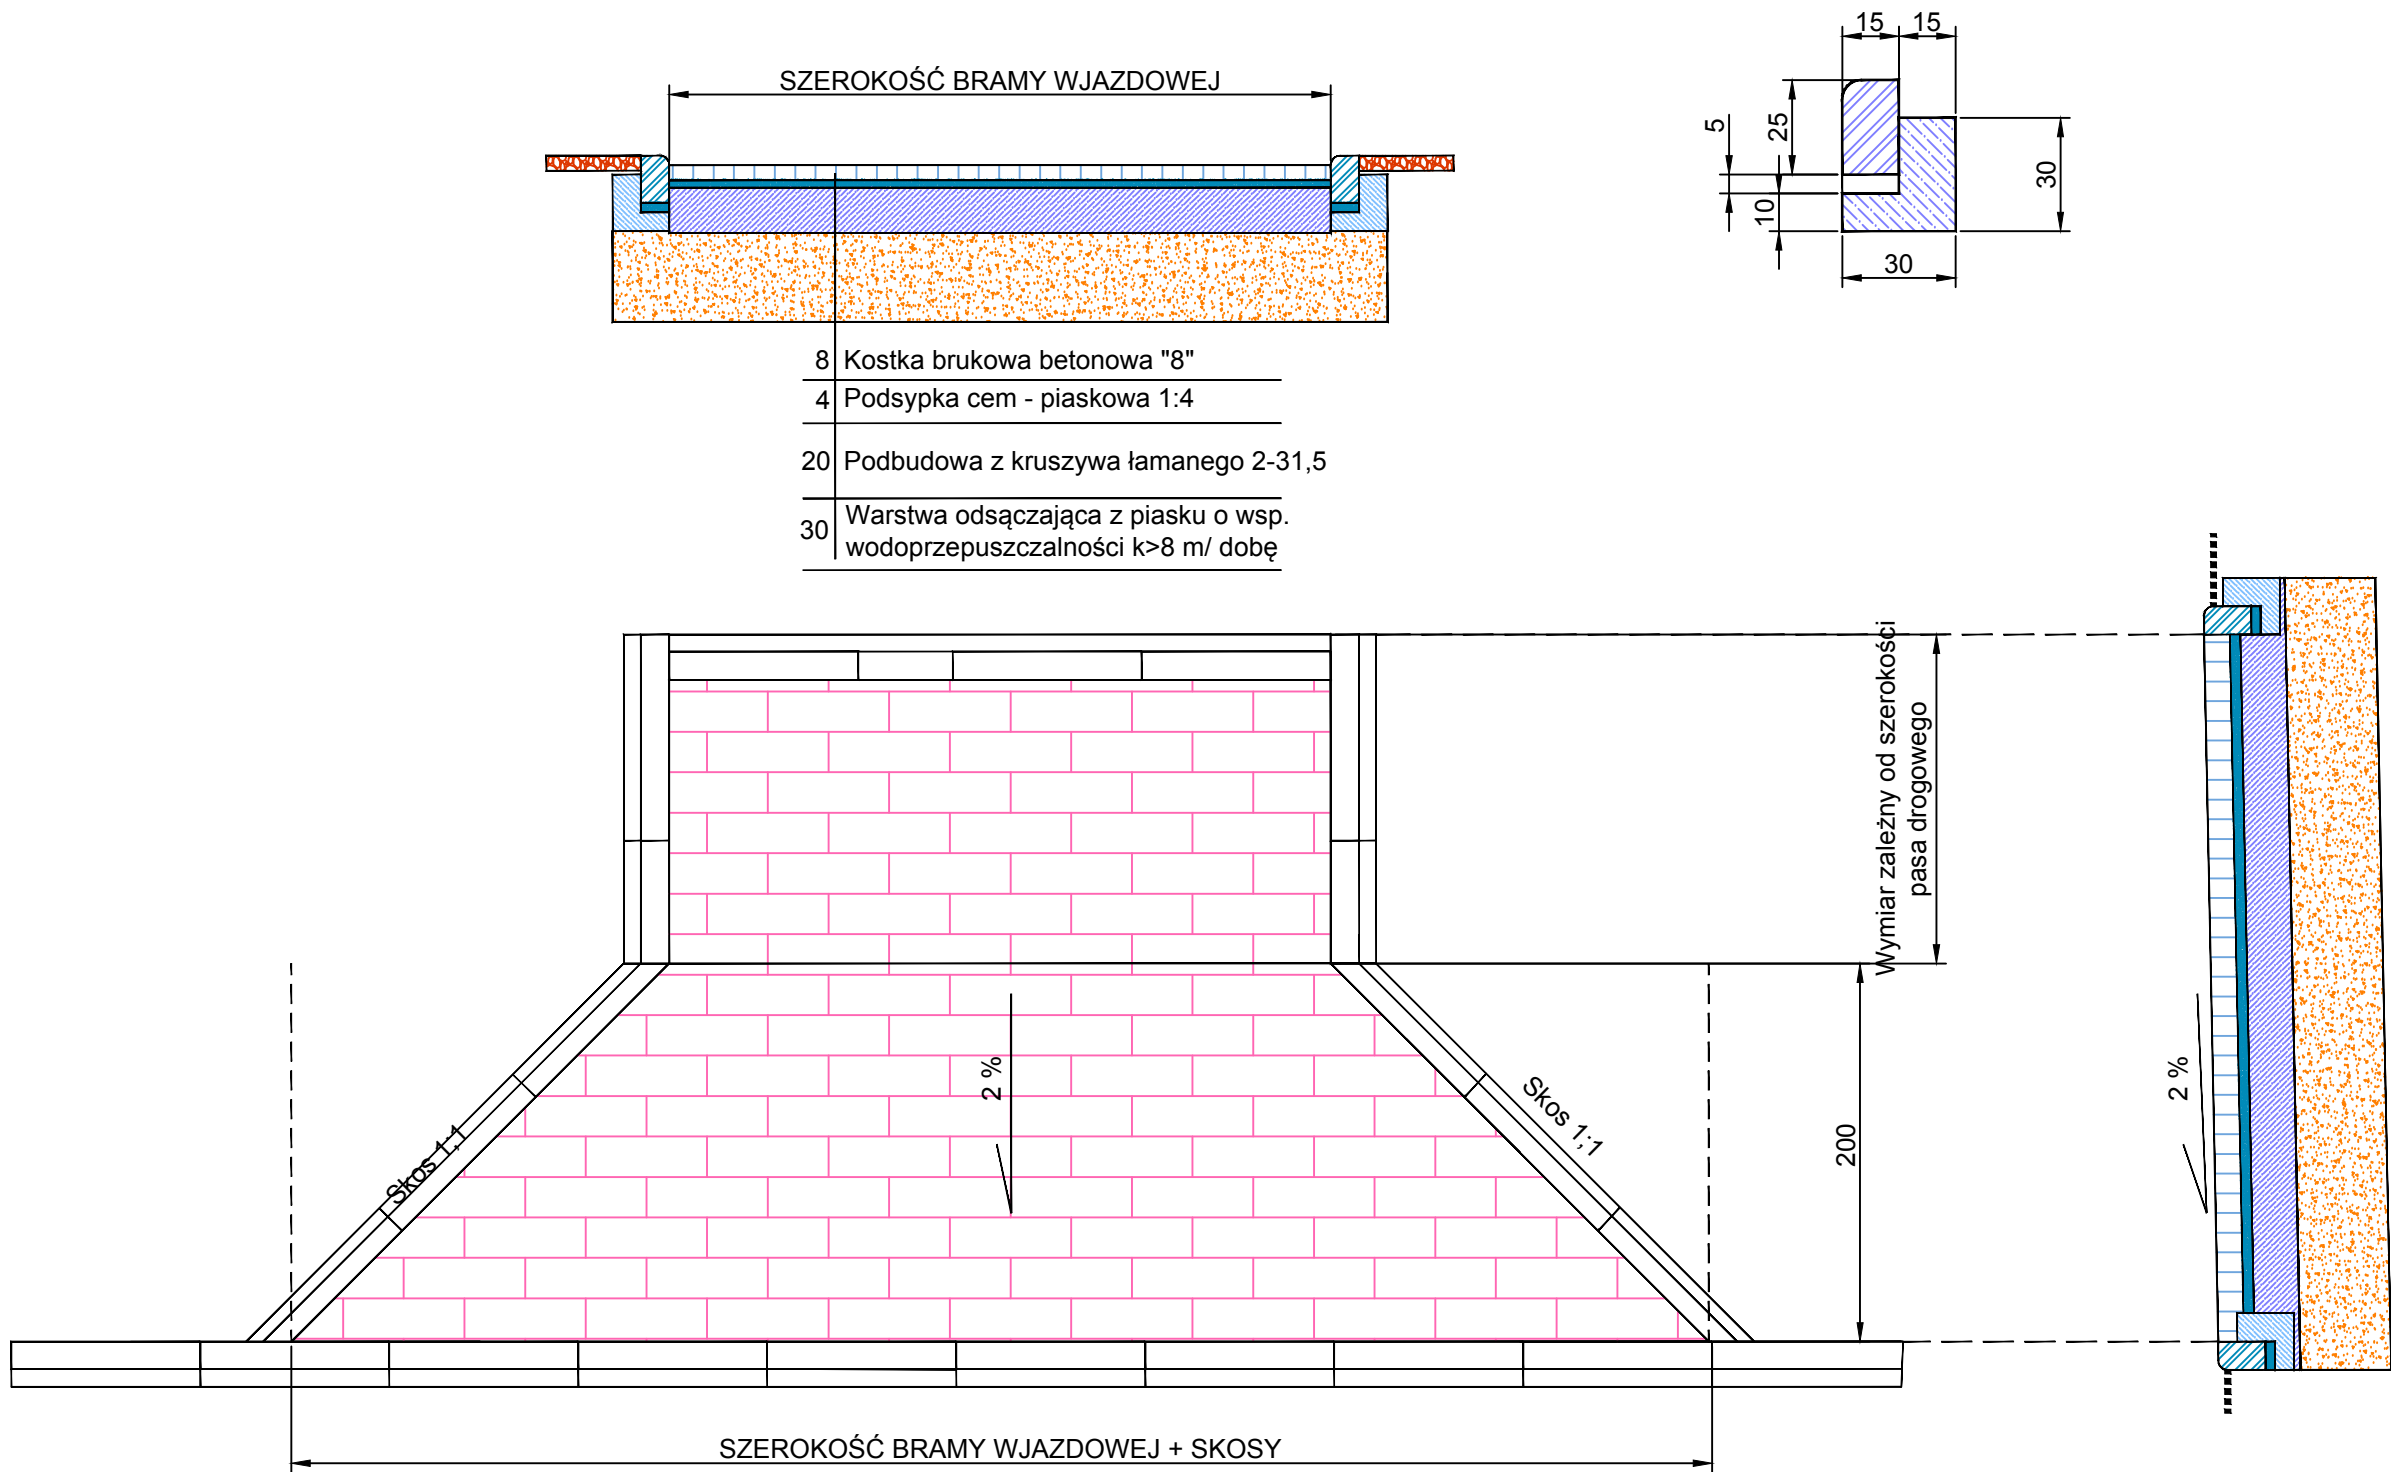 SZEROKOŚĆ BRAMY WJAZDOWEJ
15 15
5
25
10
30
30
8 Kostka brukowa betonowa "8"
4 Podsypka cem - piaskowa 1:4
20 Podbudowa z kruszywa łamanego 2-31,5
30 Warstwa odsączająca z piasku o wsp.
wodoprzepuszczalności k>8 m/ dobę
Wymiar zależny od szerokości
pasa drogowego
2 %
2 %
Skos 1;1
Skos 1;1
200
SZEROKOŚĆ BRAMY WJAZDOWEJ + SKOSY